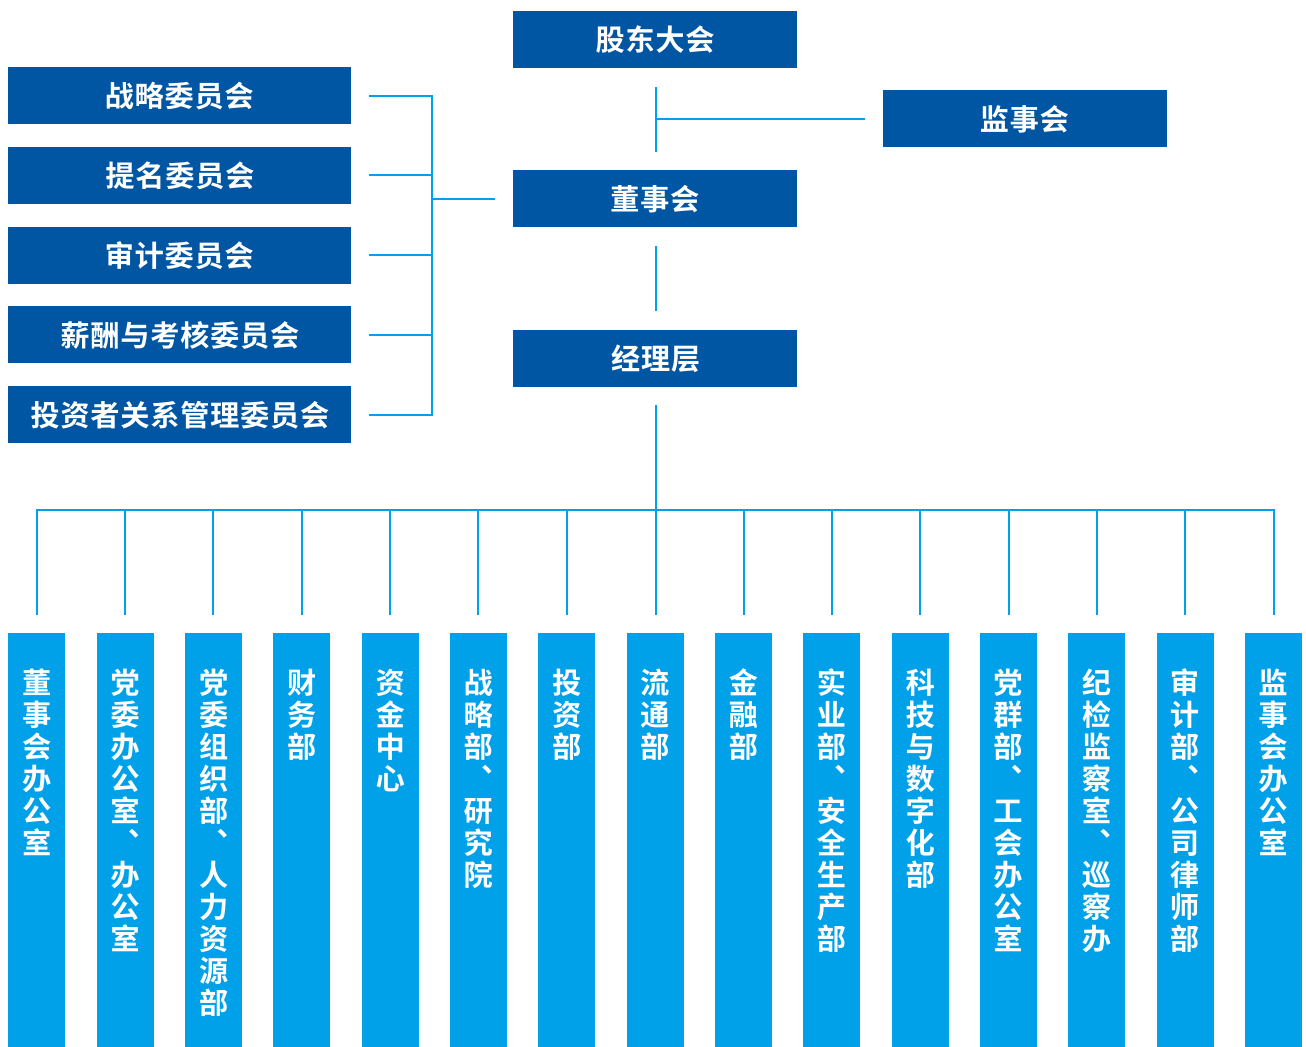 股东大会
监事会
董事会
经理层
战略委员会
提名委员会
审计委员会
薪酬与考核委员会
投资者关系管理委员会
董事会办公室
党委办公室、办公室
党委组织部、人力资源部
财务部
资金中心
战略部、研究院
投资部
流通部
金融部
实业部、安全生产部
科技与数字化部
党群部、工会办公室
纪检监察室、巡察办
审计部、公司律师部
监事会办公室